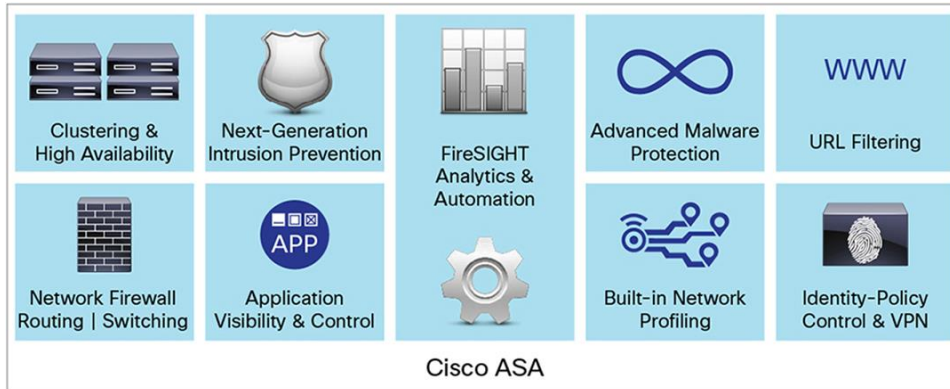 Clustering &
High Availability
Next-Generation
Intrusion Prevention
FireSIGHT
Analytics &
Automation
Advanced Malware
Protection
WWW
URL Filtering
Network Firewall
Routing | Switching
APP
Application
Visibility & Control
Built-in Network
Profiling
Identity-Policy
Control & VPN
Cisco ASA